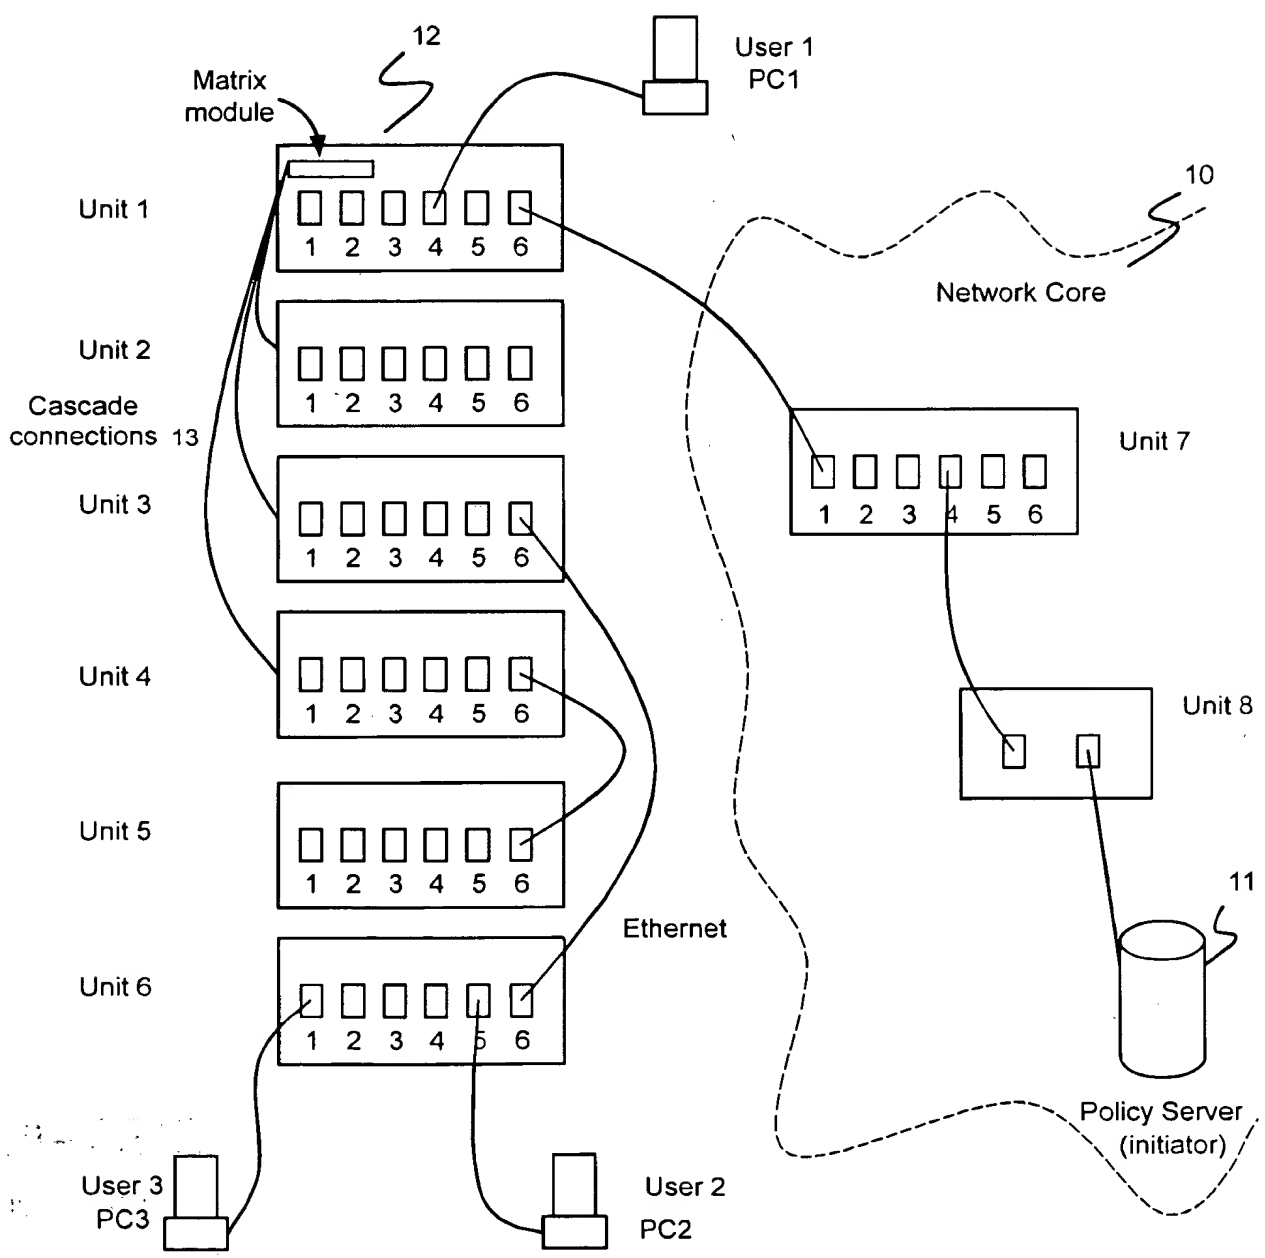 12
User 1
PC1
Matrix
module
10
Unit 1
1 2 3 4 5 6
Network Core
Unit 2
1 2 3 4 5 6
Cascade
connections 13
Unit 7
1 2 3 4 5 6
Unit 3
1 2 3 4 5 6
Unit 4
1 2 3 4 5 6
Unit 8
Unit 5
1 2 3 4 5 6
11
Ethernet
Unit 6
1 2 3 4 5 6
Policy Server
(initiator)
User 3
PC3
User 2
PC2